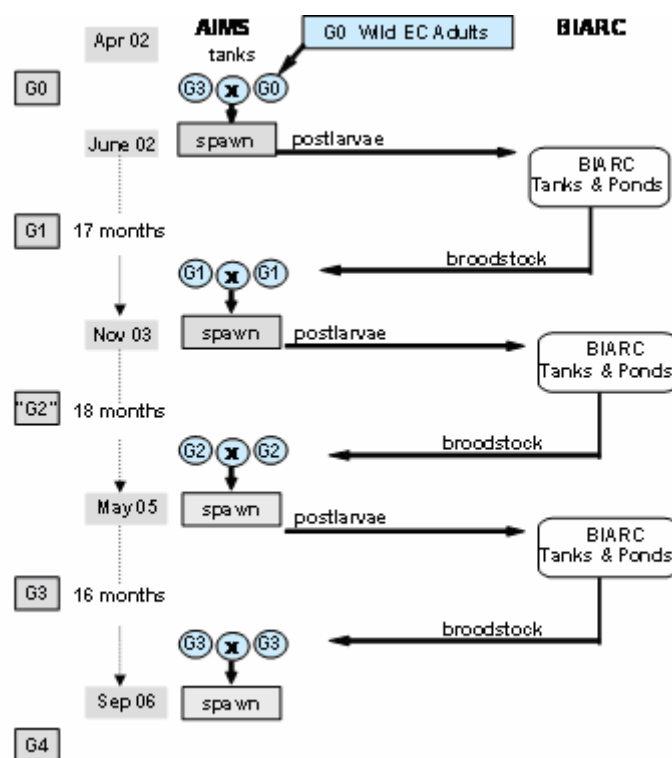 AIMS
BIARC
Apr 02
G0 Wild EC Adults
tanks
G0
G3 x G0
June 02
spawn
postlarvae
BIARC
Tanks & Ponds
G1
17 months
broodstock
G1 x G1
Nov 03
spawn
postlarvae
BIARC
Tanks & Ponds
"G2"
18 months
broodstock
G2 x G2
May 05
spawn
postlarvae
BIARC
Tanks & Ponds
G3
16 months
broodstock
G3 x G3
Sep 06
spawn
G4